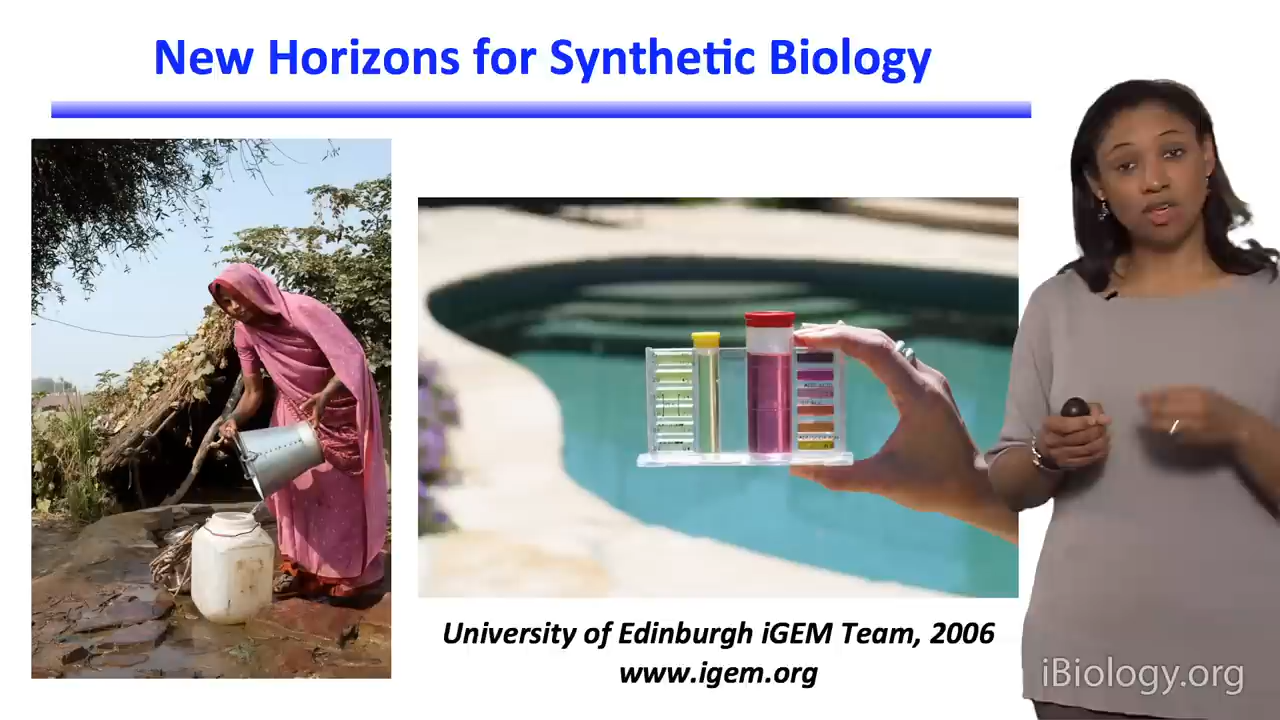 New Horizons for Synthetic Biology
University of Edinburgh iGEM Team, 2006
www.igem.org
iBiology.org